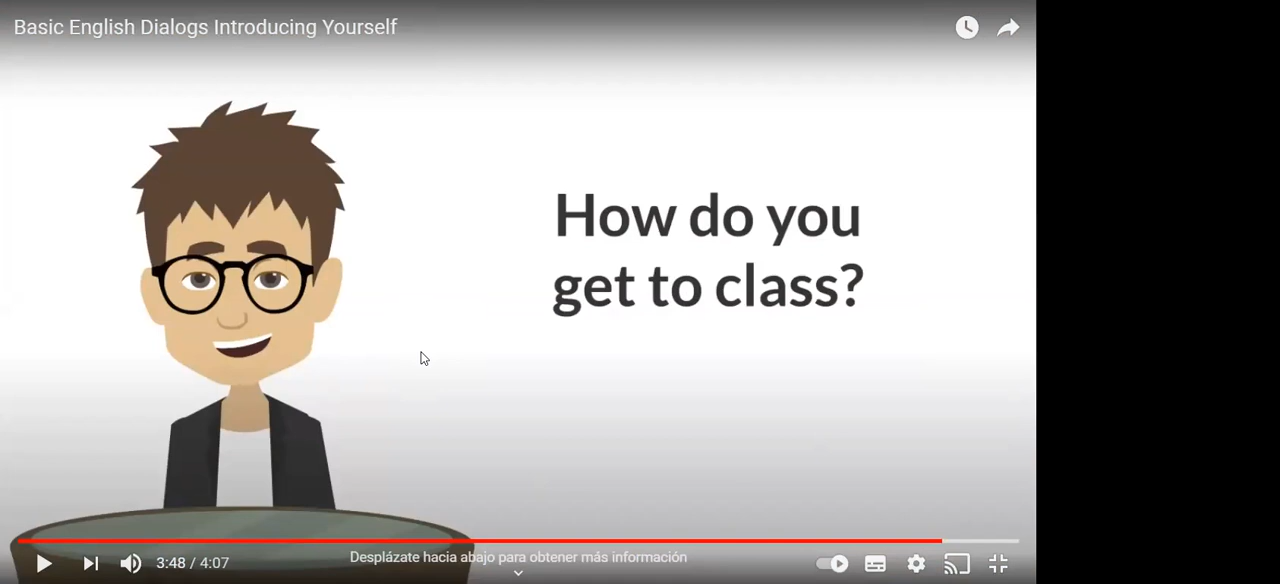 Basic English Dialogs Introducing Yourself
How do you
get to class?
3:48 / 4:07
Desplázate hacia abajo para obtener más información